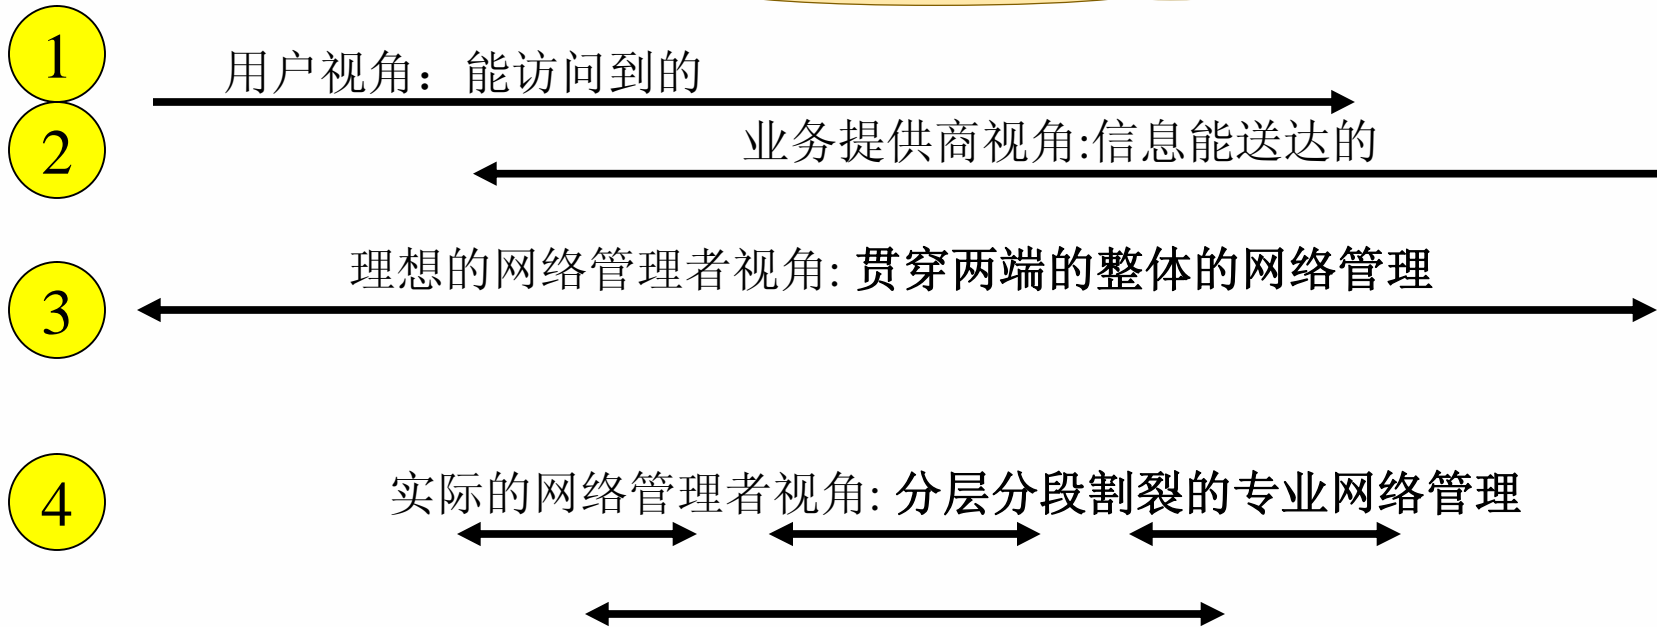 1
用户视角：能访问到的
2
业务提供商视角:信息能送达的
3
理想的网络管理者视角: 贯穿两端的整体的网络管理
4
实际的网络管理者视角: 分层分段割裂的专业网络管理